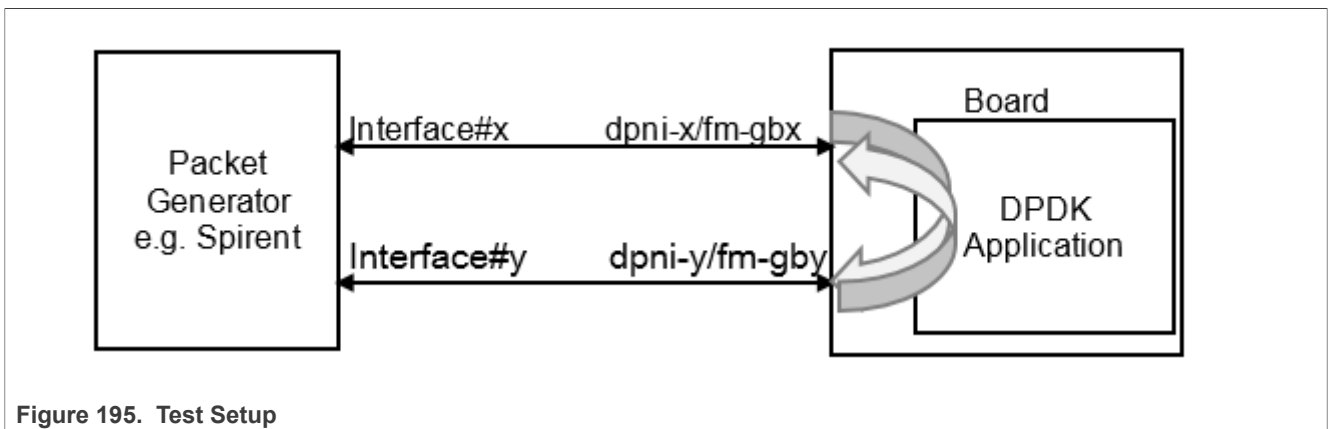 Packet
Generator
e.g. Spirent
Interface#x
dpni-x/fm-gbx
Interface#y
dpni-y/fm-gby
Board
DPDK
Application
Figure 195. Test Setup